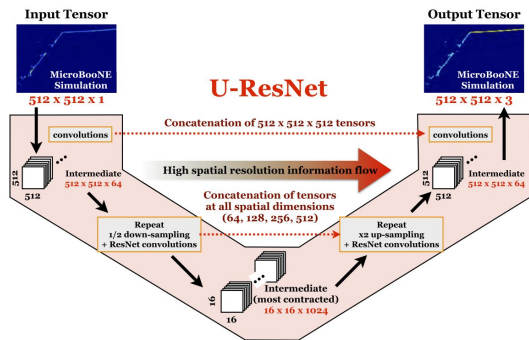 Input Tensor
Output Tensor
MicroBooNE
Simulation
MicroBooNE
Simulation
512 x 512 x 1
U-ResNet
512 x 512 x 3
Concatenation of 512 x 512 x 512 tensors
convolutions
convolutions
High spatial resolution information flow
512
512
Intermediate
512 x 512 x 64
512
512
Intermediate
512 x 512 x 64
Concatenation of tensors
at all spatial dimensions
(64, 128, 256, 512)
Repeat
1/2 down-sampling
+ ResNet convolutions
Repeat
x2 up-sampling
+ ResNet convolutions
16
16
Intermediate
(most contracted)
16 x 16 x 1024